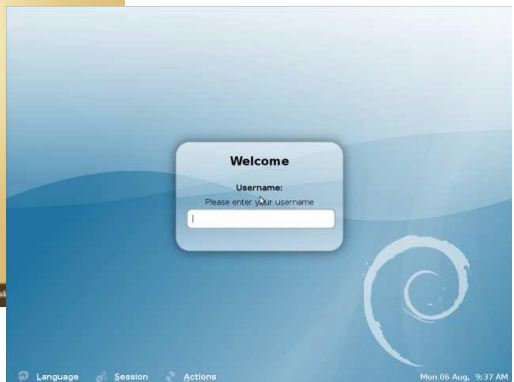 Welcome
Username:
Please enter your username
Language Session Actions Mon 06 Aug, 9:37 AM